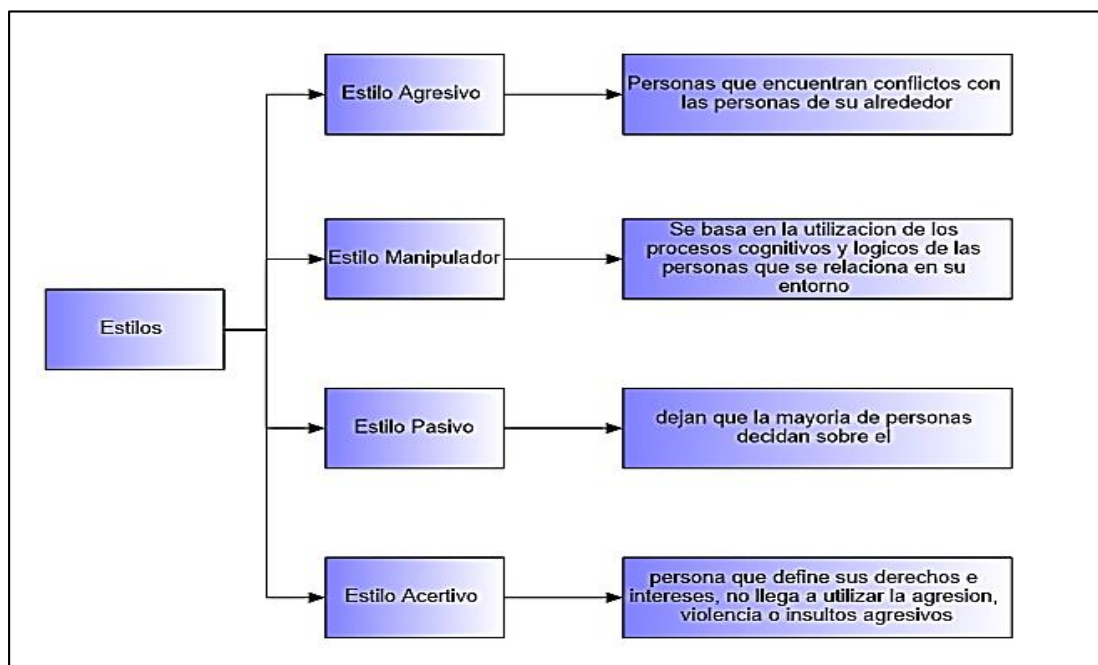 Estilos
Estilo Agresivo
Personas que encuentran conflictos con
las personas de su alrededor
Estilo Manipulador
Se basa en la utilizacion de los
procesos cognitivos y logicos de las
personas que se relaciona en su
entorno
Estilo Pasivo
dejan que la mayoria de personas
decidan sobre el
Estilo Acertivo
persona que define sus derechos e
intereses, no llega a utilizar la agresion,
violencia o insultos agresivos